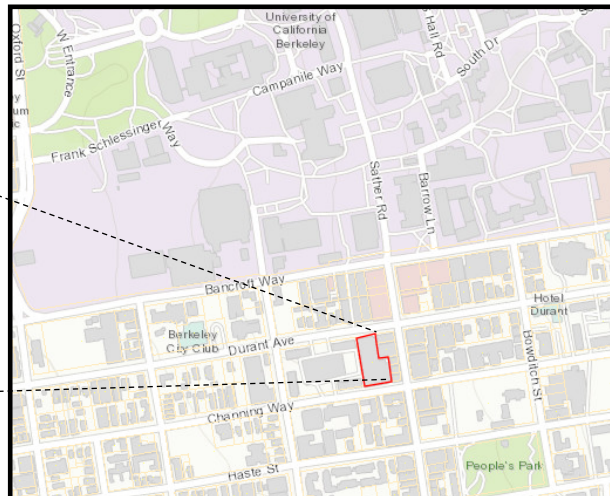 University of
California
Berkeley
Oxford St
W Entrance
Hall Rd
South Dr
Campanile Way
Frank Schlessinger Way
Sather Rd
Barrow Ln
Bancroft Way
Hotel
Durant
Berkeley
City Club
Durant Ave
Bowditch St
Channing Way
Haste St
People's Park